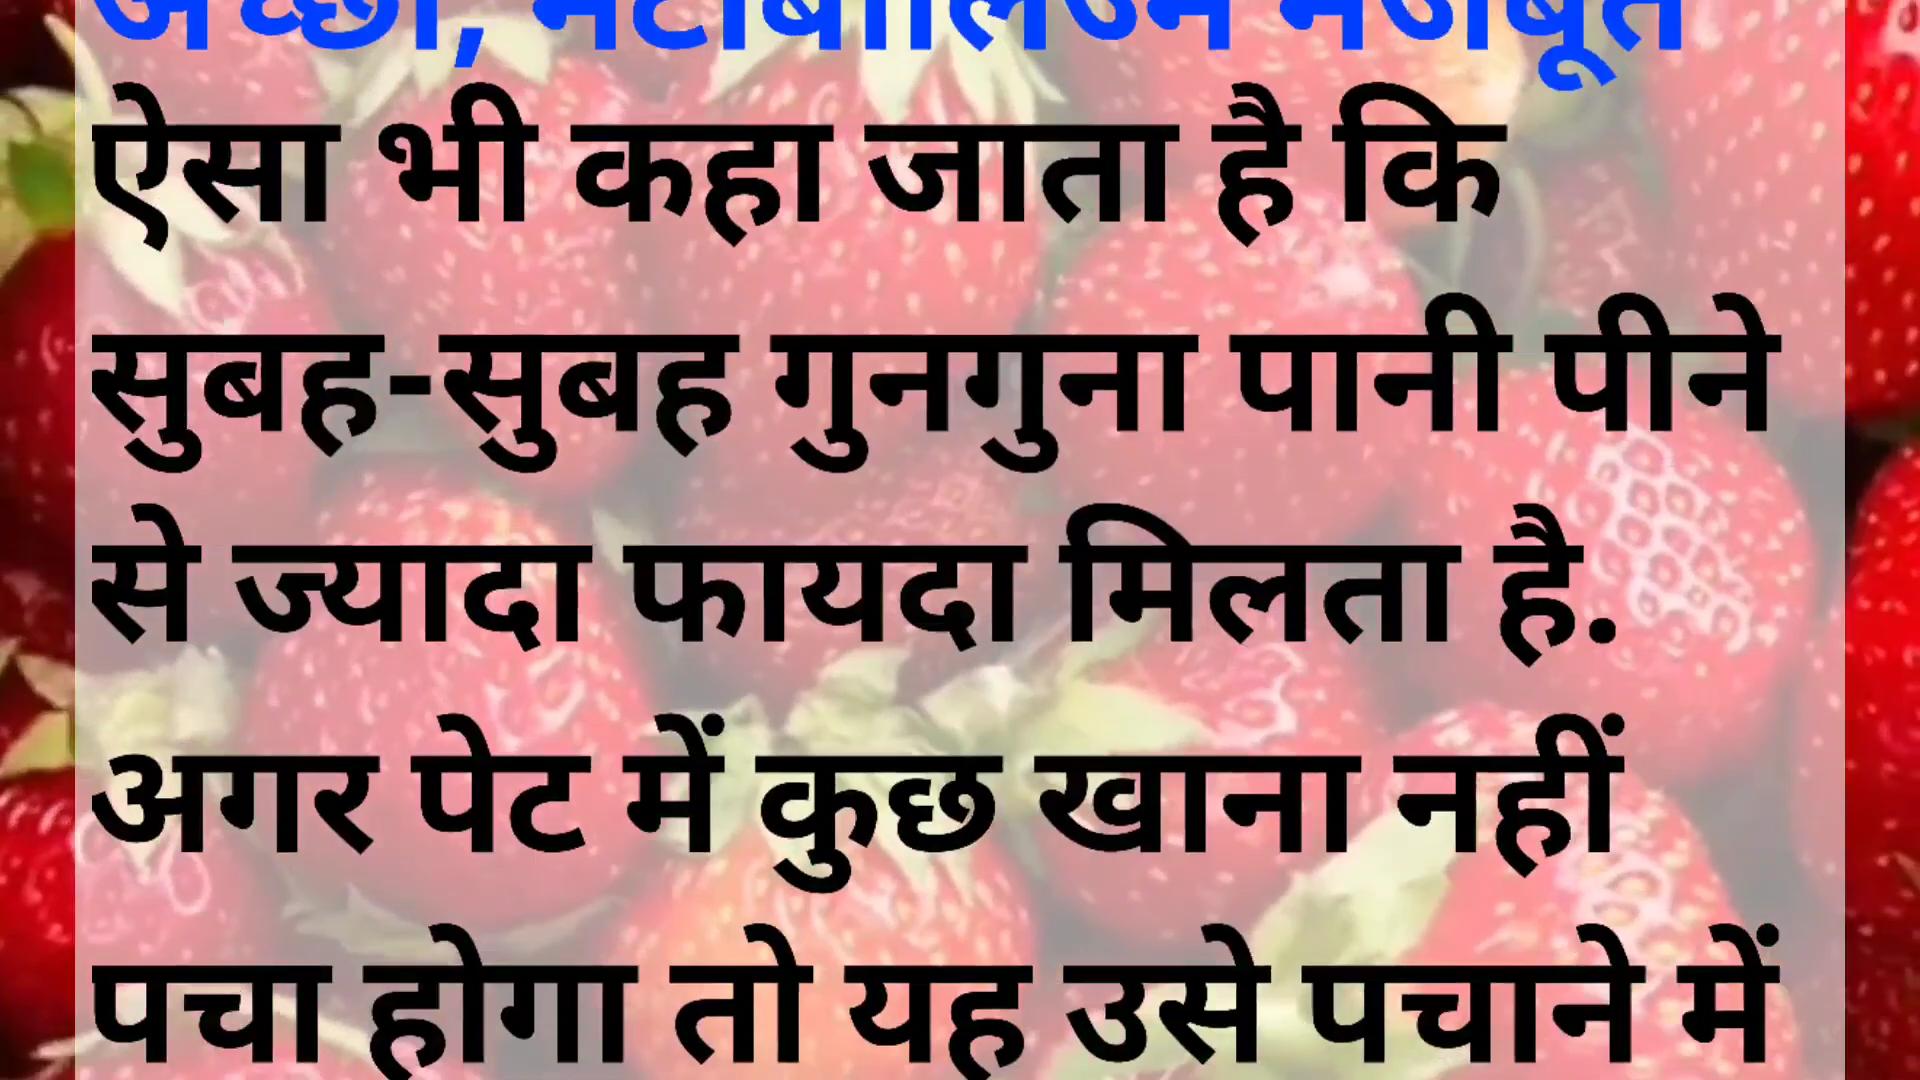 अच्छा, मेटाबॉलिज्म मजबूत
ऐसा भी कहा जाता है कि
सुबह-सुबह गुनगुना पानी पीने
से ज्यादा फायदा मिलता है.
अगर पेट में कुछ खाना नहीं
पचा होगा तो यह उसे पचाने में